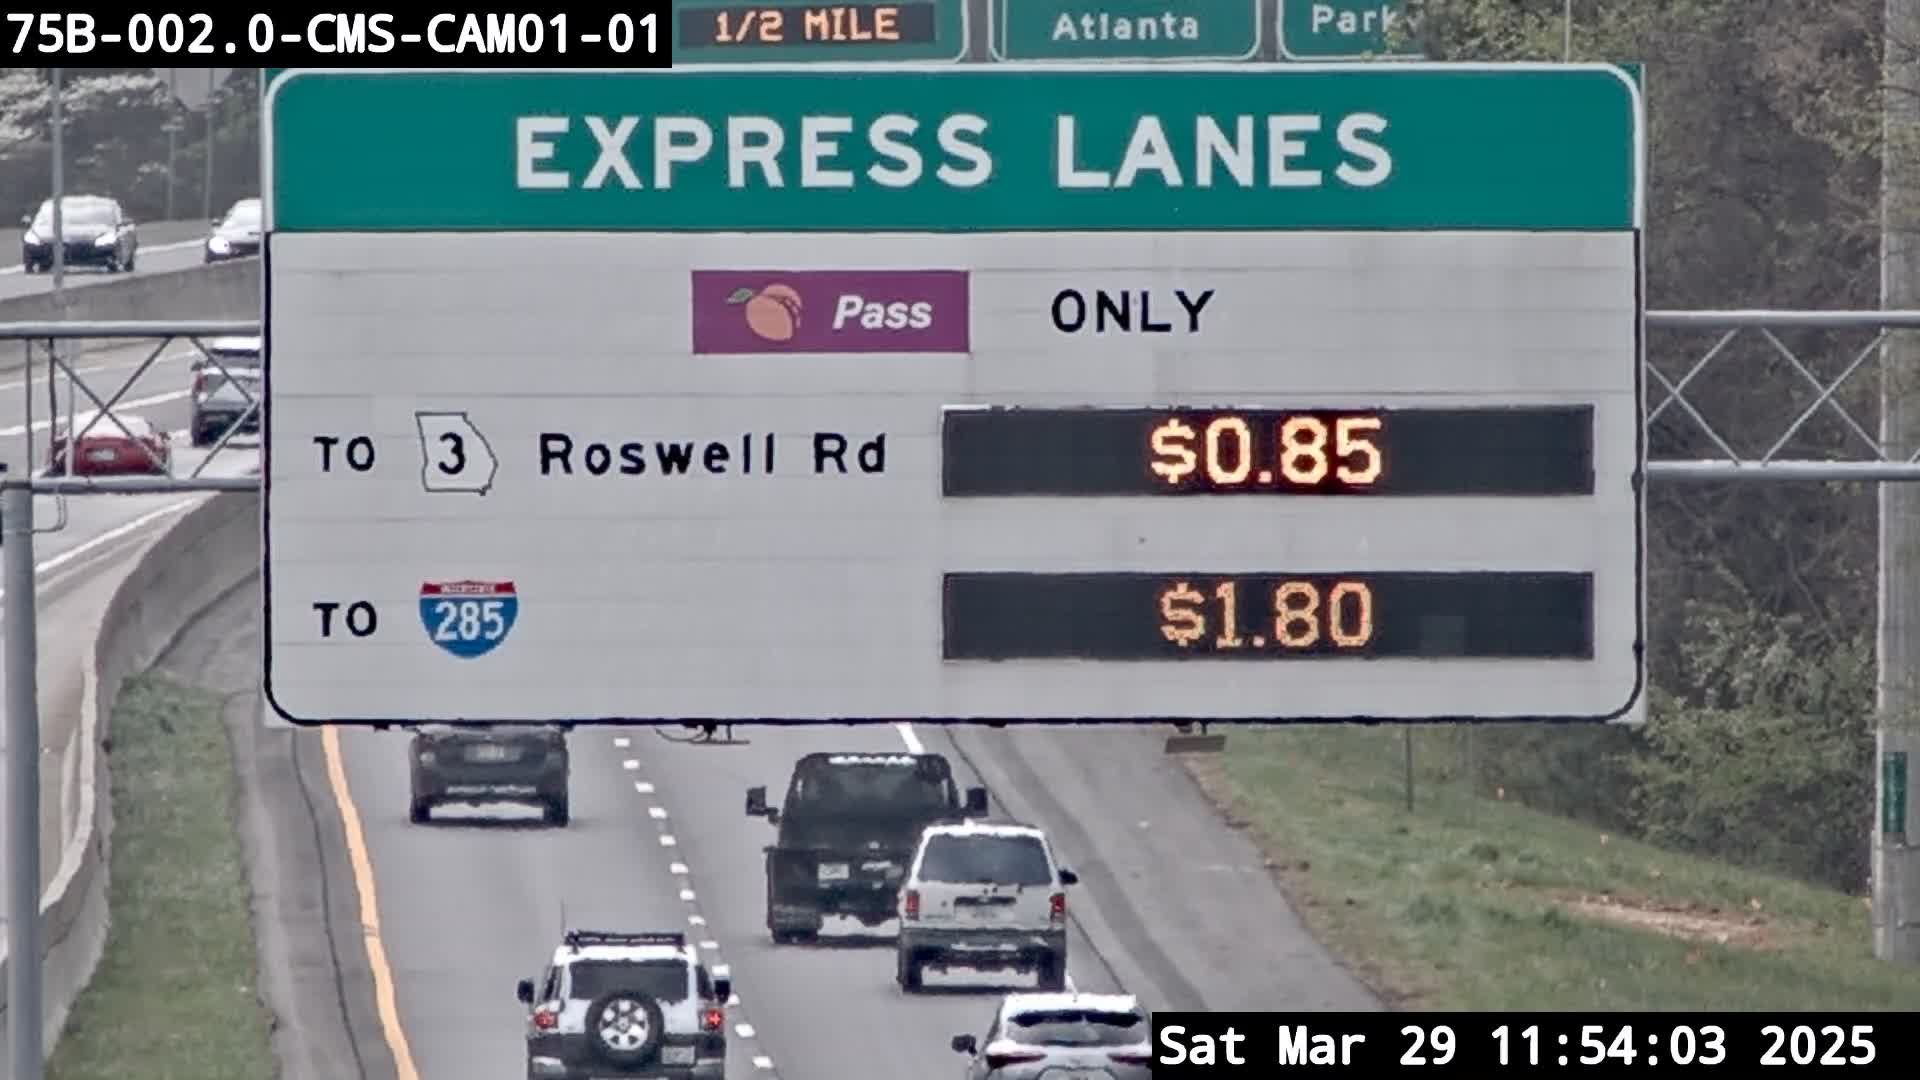 75B-002.0-CMS-CAM01-01
1/2 MILE
Atlanta
EXPRESS LANES
Pass ONLY
TO 3 Roswell Rd $0.85
TO 285 $1.80
Sat Mar 29 11:54:03 2025